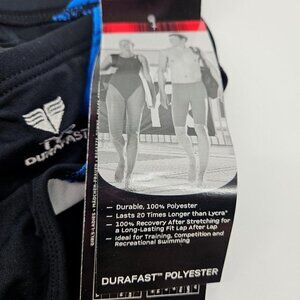 DURAFAST
- Durable, 100% Polyester
- Lasts 20 Times Longer than Lycra®
- 100% Recovery After Stretching for
a Long-Lasting Fit Lap After Lap
- Ideal for Training, Competition and
Recreational Swimming
DURAFAST™ POLYESTER